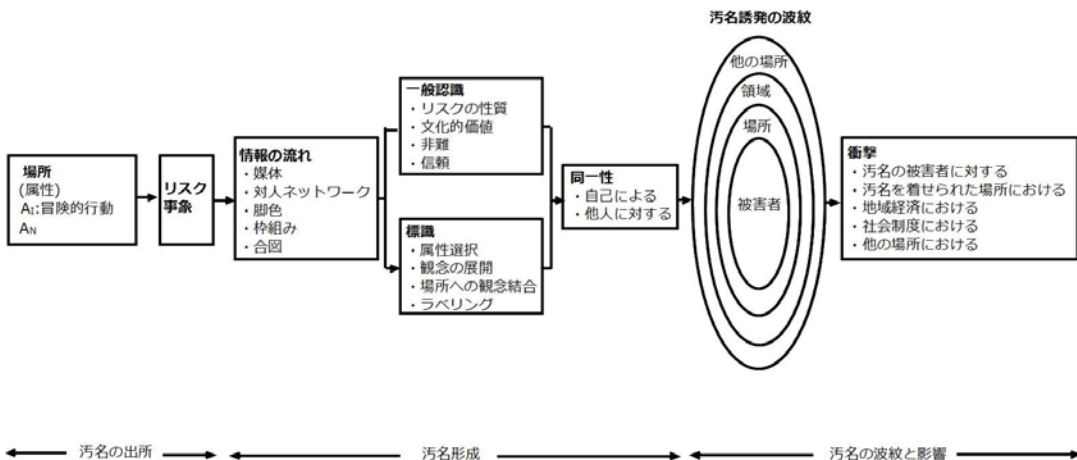 汚名誘発の波紋
場所
(属性)
A₁:冒険的行動
Aɴ
リスク
事象
情報の流れ
・媒体
・対人ネットワーク
・脚色
・枠組み
・合図
一般認識
・リスクの性質
・文化的価値
・非難
・信頼
標識
・属性選択
・観念の展開
・場所への観念結合
・ラベリング
同一性
・自己による
・他人に対する
他の場所
領域
場所
被害者
衝撃
・汚名の被害者に対する
・汚名を着せられた場所における
・地域経済における
・社会制度における
・他の場所における
汚名の出所
汚名形成
汚名の波紋と影響